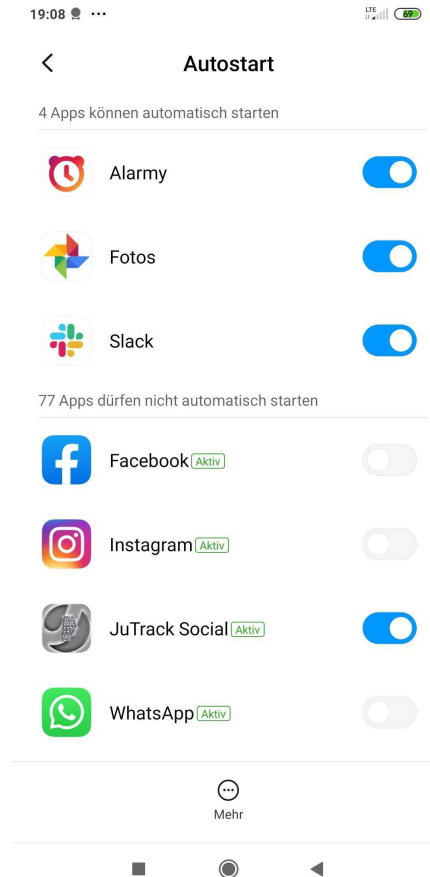 19:08
LTE
69
Autostart
4 Apps können automatisch starten
Alarmy
Fotos
Slack
77 Apps dürfen nicht automatisch starten
Facebook Aktiv
Instagram Aktiv
JuTrack Social Aktiv
WhatsApp Aktiv
Mehr